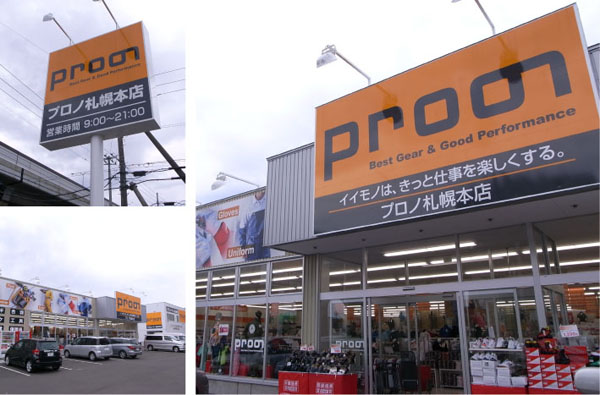 proon
Best Gear & Good Performance
プロノ札幌本店
営業時間 9:00~21:00
proon
Best Gear & Good Performance
イイモノは、きっと仕事を楽しくする。
プロノ札幌本店
Gloves
Uniform
proon